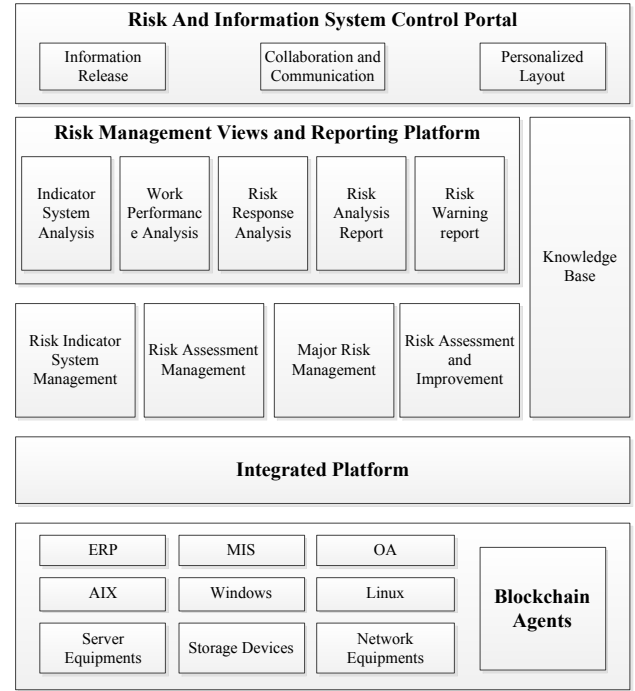 Risk And Information System Control Portal
Information
Release
Collaboration and
Communication
Personalized
Layout
Risk Management Views and Reporting Platform
Indicator
System
Analysis
Work
Performanc
e Analysis
Risk
Response
Analysis
Risk
Analysis
Report
Risk
Warning
report
Knowledge
Base
Risk Indicator
System
Management
Risk Assessment
Management
Major Risk
Management
Risk Assessment
and
Improvement
Integrated Platform
ERP
MIS
OA
AIX
Windows
Linux
Server
Equipments
Storage Devices
Network
Equipments
Blockchain
Agents